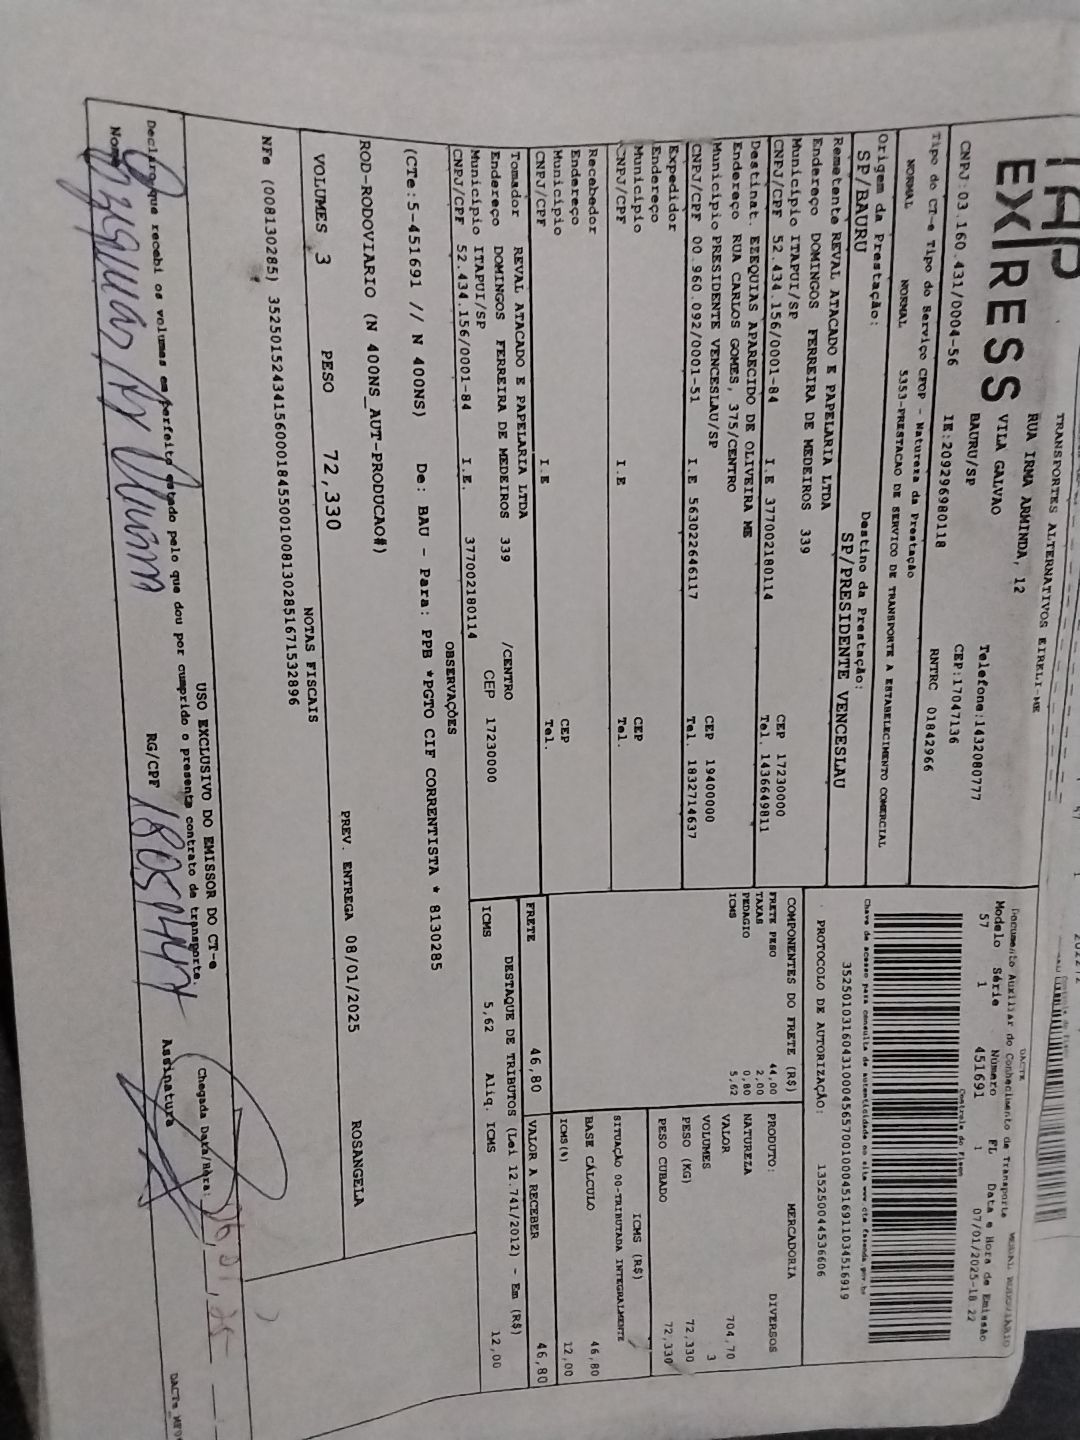 TRANSPORTES ALTERNATIVOS EIRELI-ME
TAP
EXPRESS
RUA IRMA ARMINDA, 12
VILA GALVAO
BAURU/SP
Telefone:1432080777
CEP:17047136
CNPJ:03.160.431/0004-56 IE:209296980118 RNTRC 01842966
DACTE
Documento Auxiliar do Conhecimento de Transporte MODAL RODOVIÁRIO
Modelo Série Número FL Data e Hora de Emissão
57 1 451691 1 07/01/2025-18 22
Controle do Fisco
Tipo do CT-e Tipo do Serviço CFOP - Natureza da Prestação
NORMAL NORMAL 5353-PRESTACAO DE SERVICO DE TRANSPORTE A ESTABELECIMENTO COMERCIAL
Chave de acesso para consulta de autenticidade no site www.cte.fazenda.gov.br
35250103160431000456570010004516911034516919
PROTOCOLO DE AUTORIZAÇÃO: 135250044536606
Origem da Prestação: Destino da Prestação:
SP/BAURU SP/PRESIDENTE VENCESLAU
Remetente REVAL ATACADO E PAPELARIA LTDA
Endereço DOMINGOS FERREIRA DE MEDEIROS 339
Município ITAPUI/SP CEP 17230000
CNPJ/CPF 52.434.156/0001-84 I.E 377002180114 Tel. 1436649811
Destinat. EZEQUIAS APARECIDO DE OLIVEIRA ME
Endereço RUA CARLOS GOMES, 375/CENTRO
Município PRESIDENTE VENCESLAU/SP CEP 19400000
CNPJ/CPF 00.960.092/0001-51 I.E 563022646117 Tel. 1832714637
Expedidor
Endereço
Município CEP
CNPJ/CPF I.E Tel.
Recebedor
Endereço
Município CEP
CNPJ/CPF I.E Tel.
Tomador REVAL ATACADO E PAPELARIA LTDA
Endereço DOMINGOS FERREIRA DE MEDEIROS 339 /CENTRO
Município ITAPUI/SP CEP 17230000
CNPJ/CPF 52.434.156/0001-84 I.E. 377002180114
COMPONENTES DO FRETE (R$)
FRETE PESO 44,00
TAXAS 2,00
PEDAGIO 0,80
ICMS 5,62
PRODUTO: MERCADORIA
NATUREZA DIVERSOS
VALOR 704,70
VOLUMES 3
PESO (KG) 72,330
PESO CUBADO 72,330
ICMS (R$)
SITUAÇÃO 00-TRIBUTADA INTEGRALMENTE
BASE CÁLCULO 46,80
ICMS(%) 12,00
FRETE 46,80 VALOR A RECEBER 46,80
DESTAQUE DE TRIBUTOS (Lei 12.741/2012) - Em (R$)
ICMS 5,62 Aliq. ICMS 12,00
OBSERVAÇÕES
(CTe:5-451691 // N 400NS) De: BAU - Para: PPB *PGTO CIF CORRENTISTA * 8130285
ROD-RODOVIARIO (N 400NS_AUT-PRODUCAO#)
VOLUMES 3 PESO 72,330 PREV. ENTREGA 08/01/2025 ROSANGELA
NOTAS FISCAIS
NFe (008130285) 35250152434156000184550010081302851671532896
USO EXCLUSIVO DO EMISSOR DO CT-e
Declaro que recebi os volumes em perfeito estado pelo que dou por cumprido o presente contrato de transporte.
Nome RG/CPF Assinatura Chegada Data/Hora: